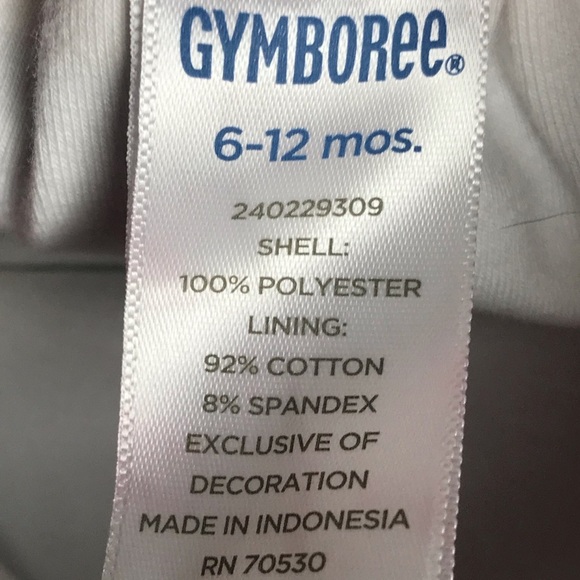 GYMBOREE®
6-12 mos.
240229309
SHELL:
100% POLYESTER
LINING:
92% COTTON
8% SPANDEX
EXCLUSIVE OF
DECORATION
MADE IN INDONESIA
RN 70530